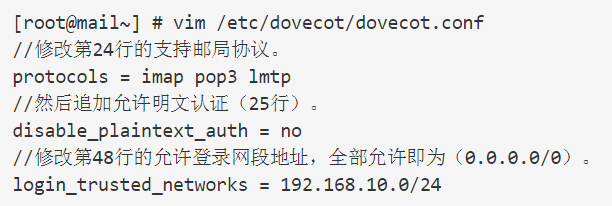 [root@mail~] # vim /etc/dovecot/dovecot.conf
//修改第24行的支持邮局协议。
protocols = imap pop3 lmtp
//然后追加允许明文认证（25行）。
disable_plaintext_auth = no
//修改第48行的允许登录网段地址，全部允许即为（0.0.0.0/0）。
login_trusted_networks = 192.168.10.0/24